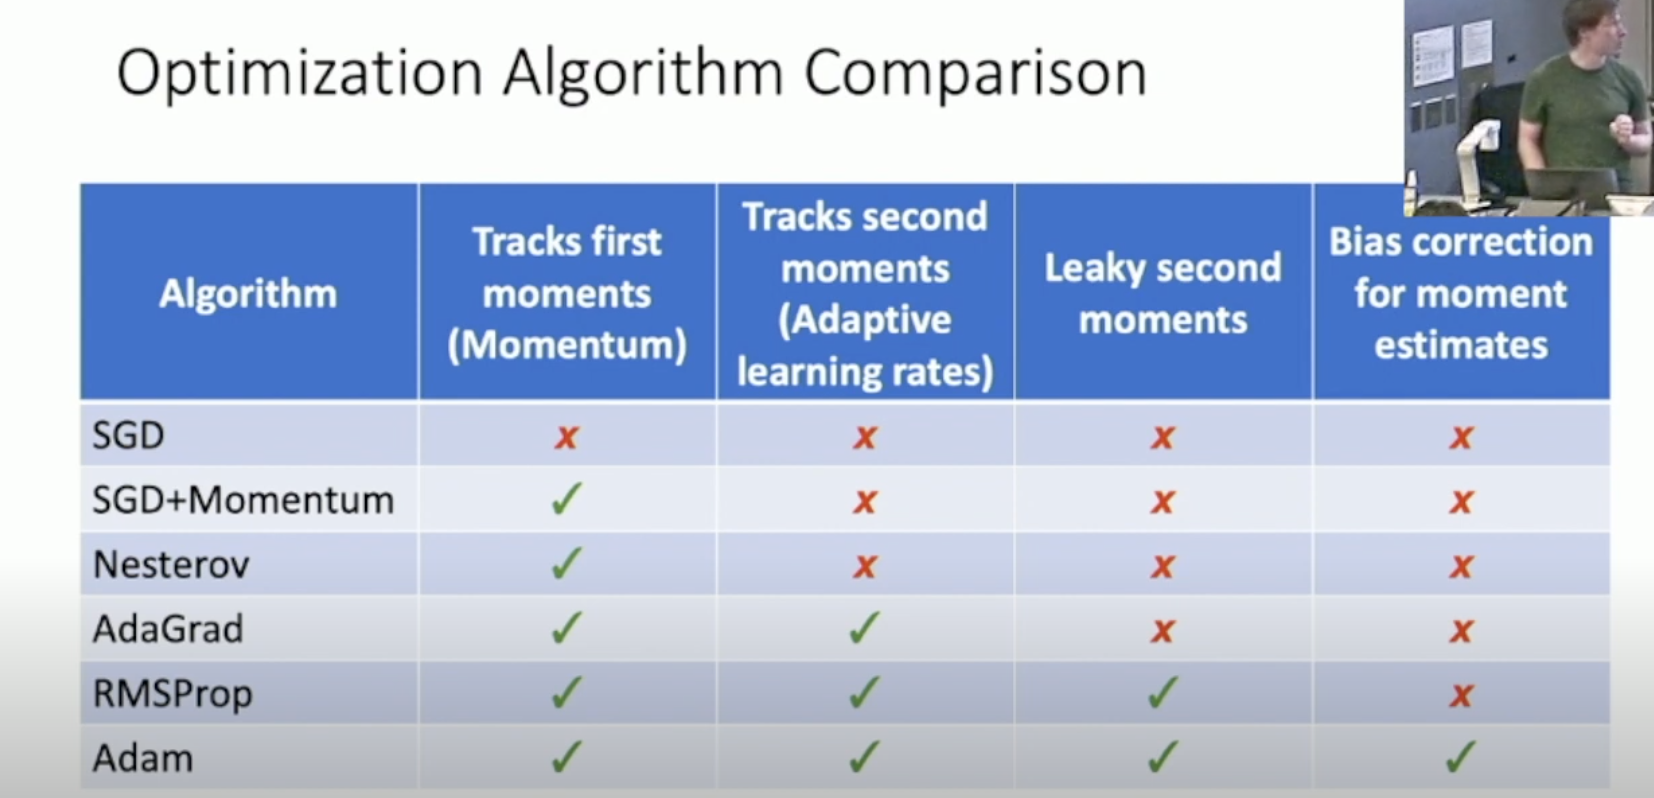 Optimization Algorithm Comparison
Algorithm
Tracks first
moments
(Momentum)
Tracks second
moments
(Adaptive
learning rates)
Leaky second
moments
Bias correction
for moment
estimates
SGD x x x x
SGD+Momentum ✓ x x x
Nesterov ✓ x x x
AdaGrad ✓ ✓ x x
RMSProp ✓ ✓ ✓ x
Adam ✓ ✓ ✓ ✓